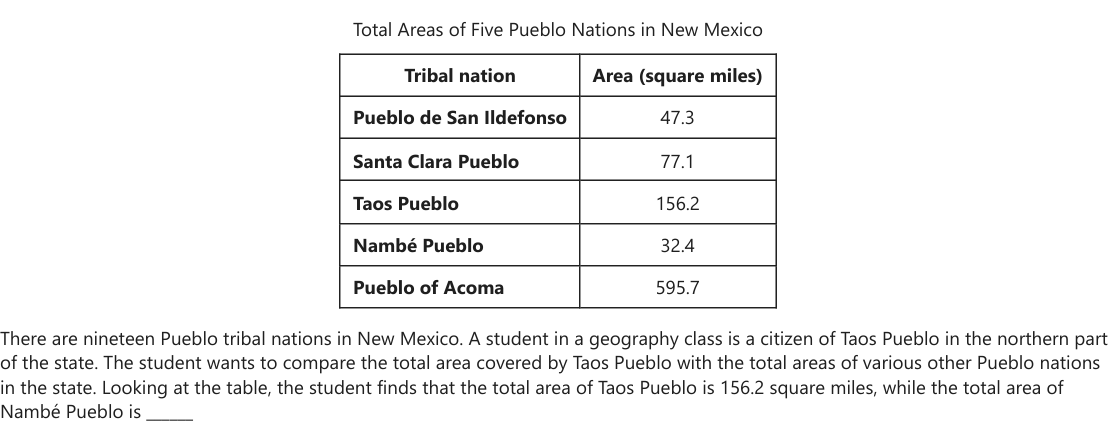 Total Areas of Five Pueblo Nations in New Mexico
Tribal nation Area (square miles)
Pueblo de San Ildefonso 47.3
Santa Clara Pueblo 77.1
Taos Pueblo 156.2
Nambé Pueblo 32.4
Pueblo of Acoma 595.7
There are nineteen Pueblo tribal nations in New Mexico. A student in a geography class is a citizen of Taos Pueblo in the northern part
of the state. The student wants to compare the total area covered by Taos Pueblo with the total areas of various other Pueblo nations
in the state. Looking at the table, the student finds that the total area of Taos Pueblo is 156.2 square miles, while the total area of
Nambé Pueblo is _____